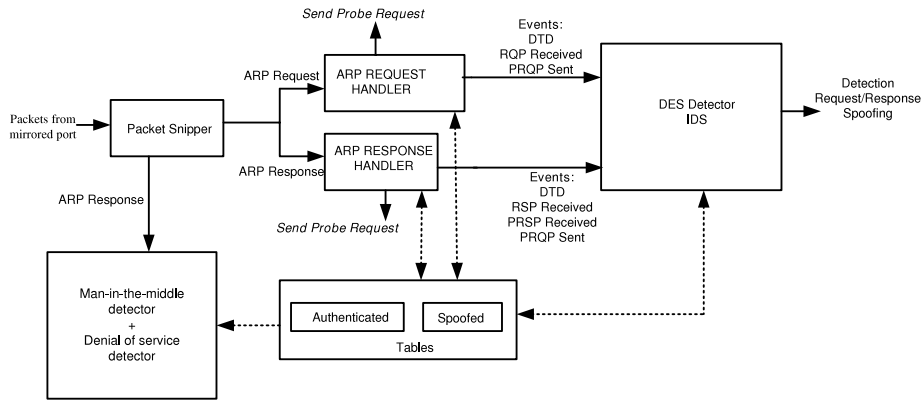 Send Probe Request
Events:
DTD
RQP Received
PRQP Sent
ARP Request
ARP REQUEST
HANDLER
DES Detector
IDS
Detection
Request/Response
Spoofing
Packets from
mirrored port
Packet Snipper
ARP RESPONSE
HANDLER
ARP Response
Events:
DTD
RSP Received
PRSP Received
PRQP Sent
ARP Response
Send Probe Request
Man-in-the-middle
detector
+
Denial of service
detector
Authenticated
Spoofed
Tables